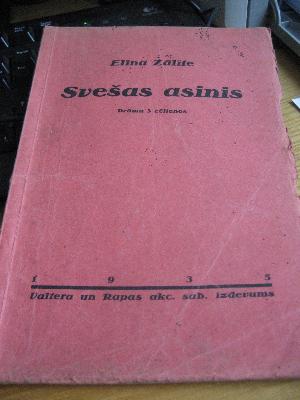 Elīna Zālīte
Svešas asinis
Drāma 3 cēlienos
1 9 3 5
Valtera un Rapas akc. sab. izdevums